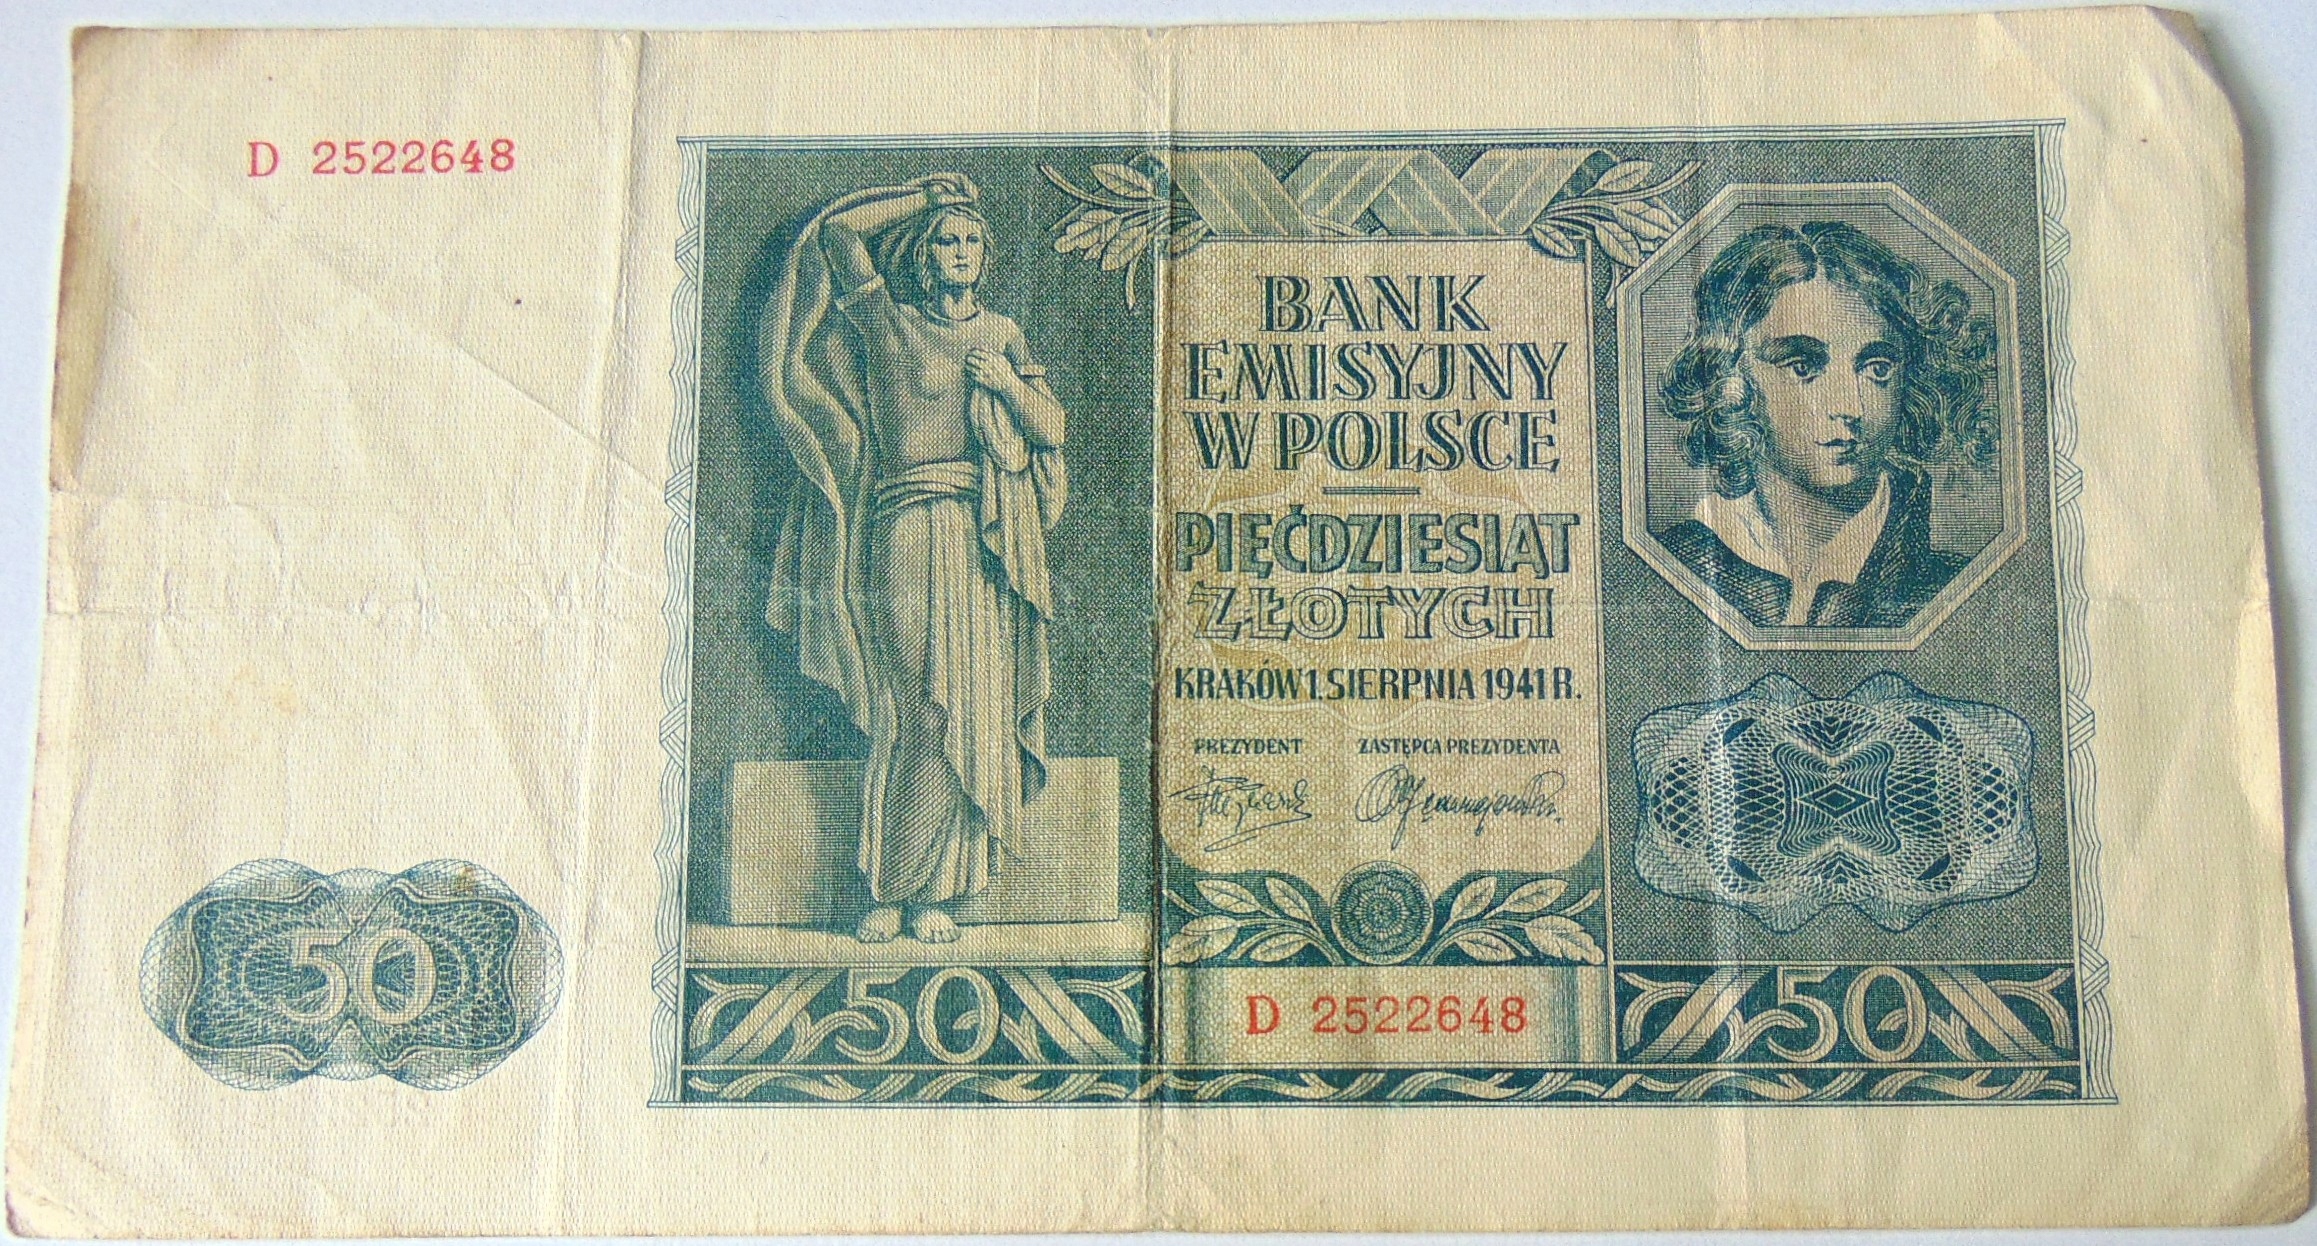 D 2522648
BANK
EMISYJNY
W POLSCE
PIĘĆDZIESIĄT
ZŁOTYCH
KRAKÓW 1. SIERPNIA 1941 R.
PREZYDENT ZASTĘPCA PREZYDENTA
50
50
D 2522648
50